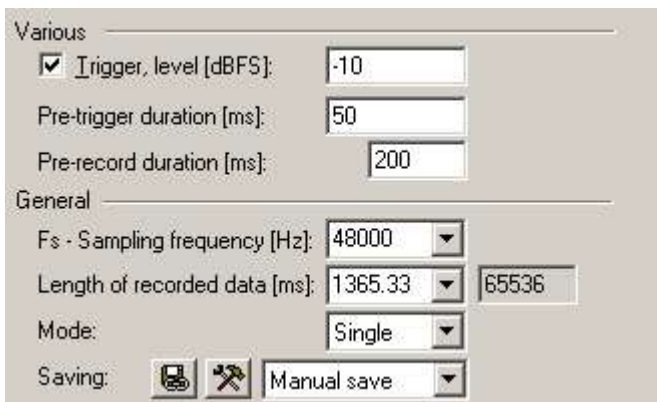 Various
Trigger, level [dBFS]: -10
Pre-trigger duration [ms]: 50
Pre-record duration [ms]: 200
General
Fs - Sampling frequency [Hz]: 48000
Length of recorded data [ms]: 1365.33 65536
Mode: Single
Saving: Manual save